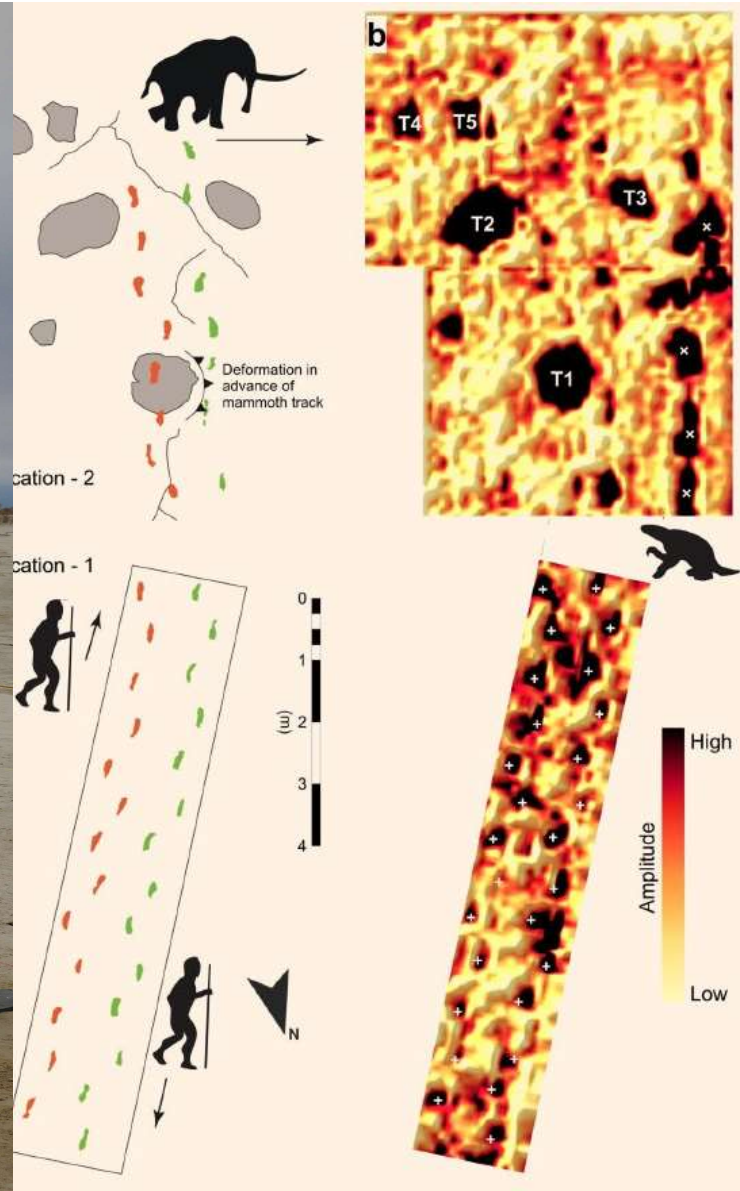 b
T4
T5
T3
T2
×
×
T1
×
×
Deformation in
advance of
mammoth track
cation - 2
cation - 1
0
1
2
3
4
(m)
N
High
Amplitude
Low